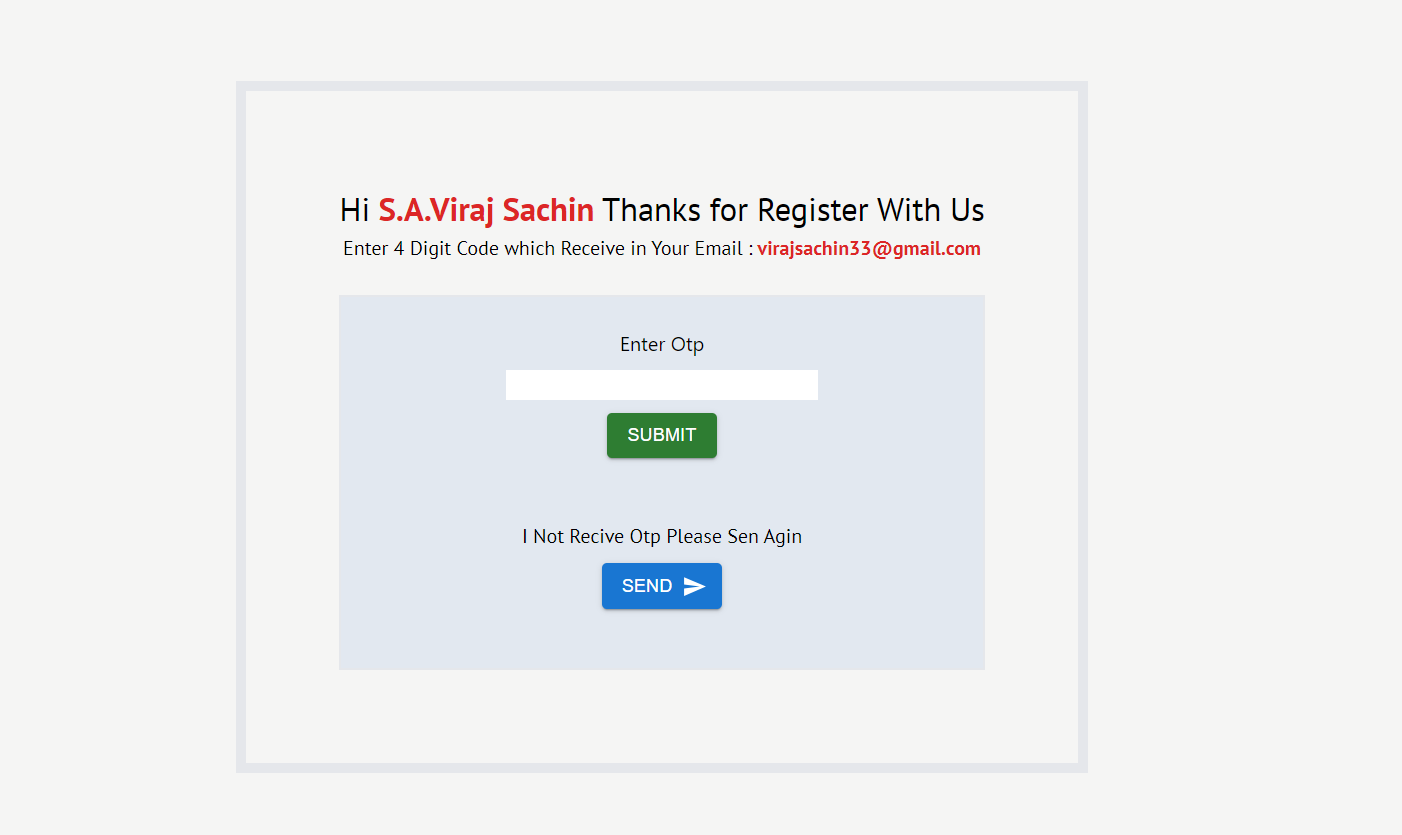 Hi S.A.Viraj Sachin Thanks for Register With Us
Enter 4 Digit Code which Receive in Your Email : virajsachin33@gmail.com
Enter Otp
SUBMIT
I Not Recive Otp Please Sen Agin
SEND